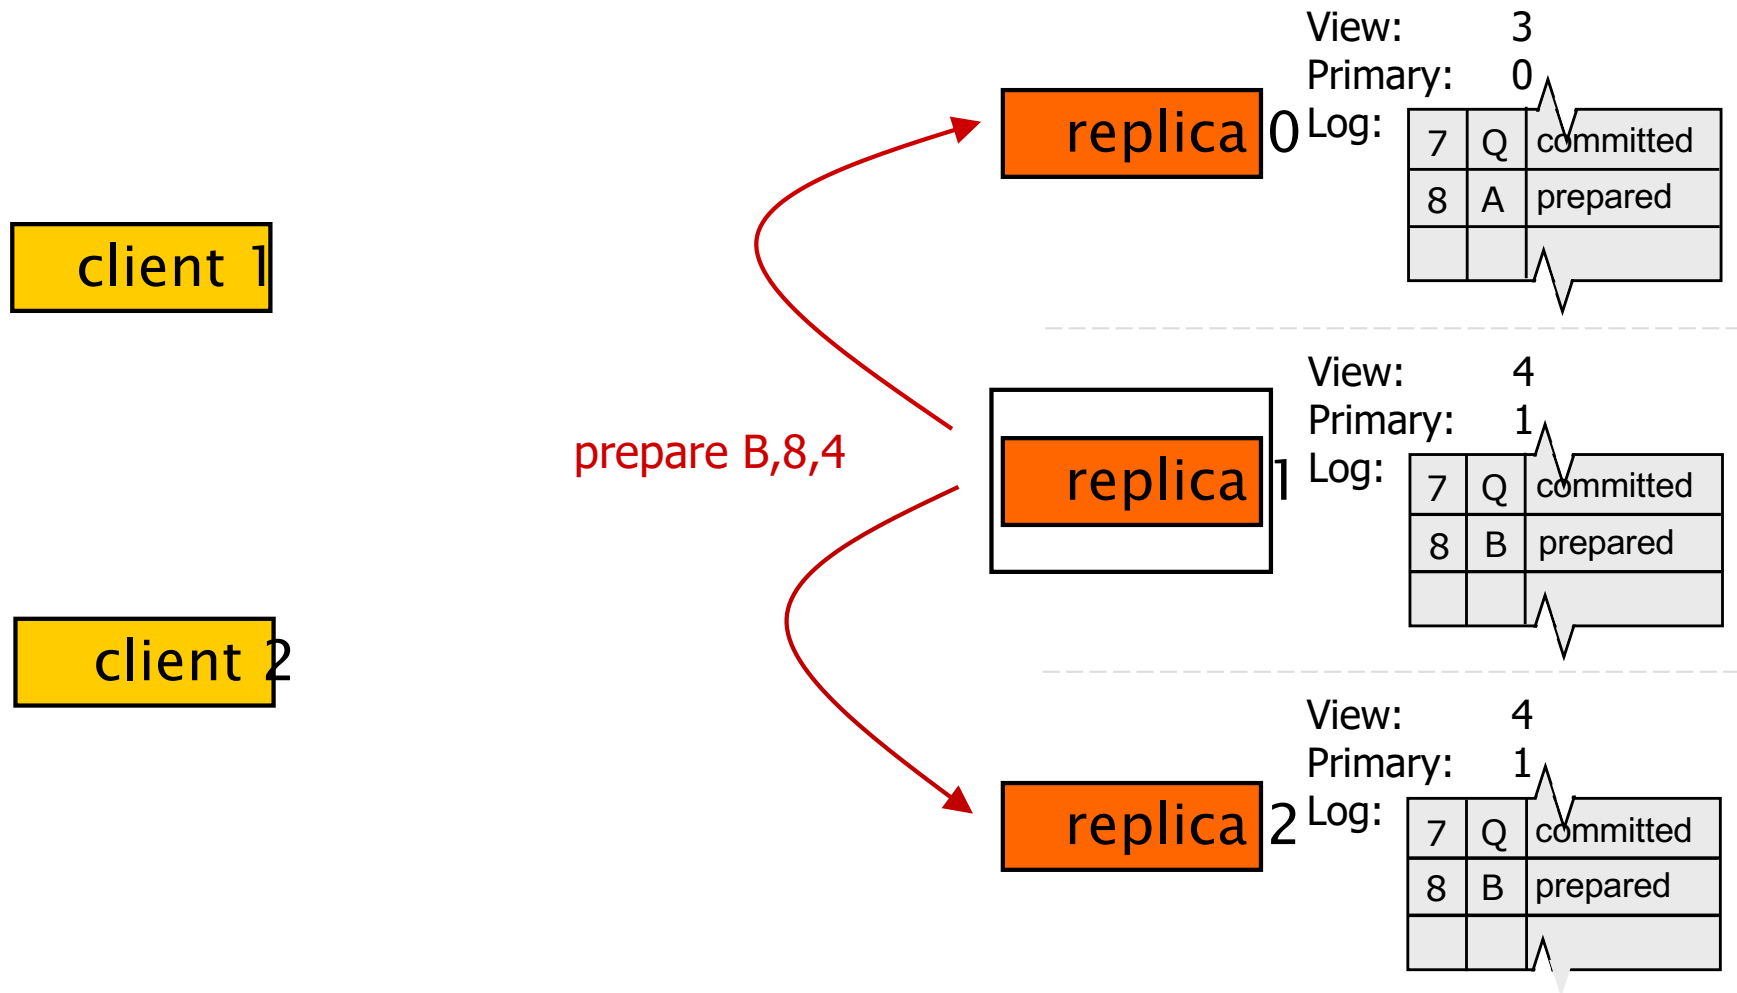 View: 3
Primary: 0
replica 0
Log:
7 Q committed
8 A prepared
client 1
View: 4
Primary: 1
prepare B,8,4
replica 1
Log:
7 Q committed
8 B prepared
client 2
View: 4
Primary: 1
replica 2
Log:
7 Q committed
8 B prepared